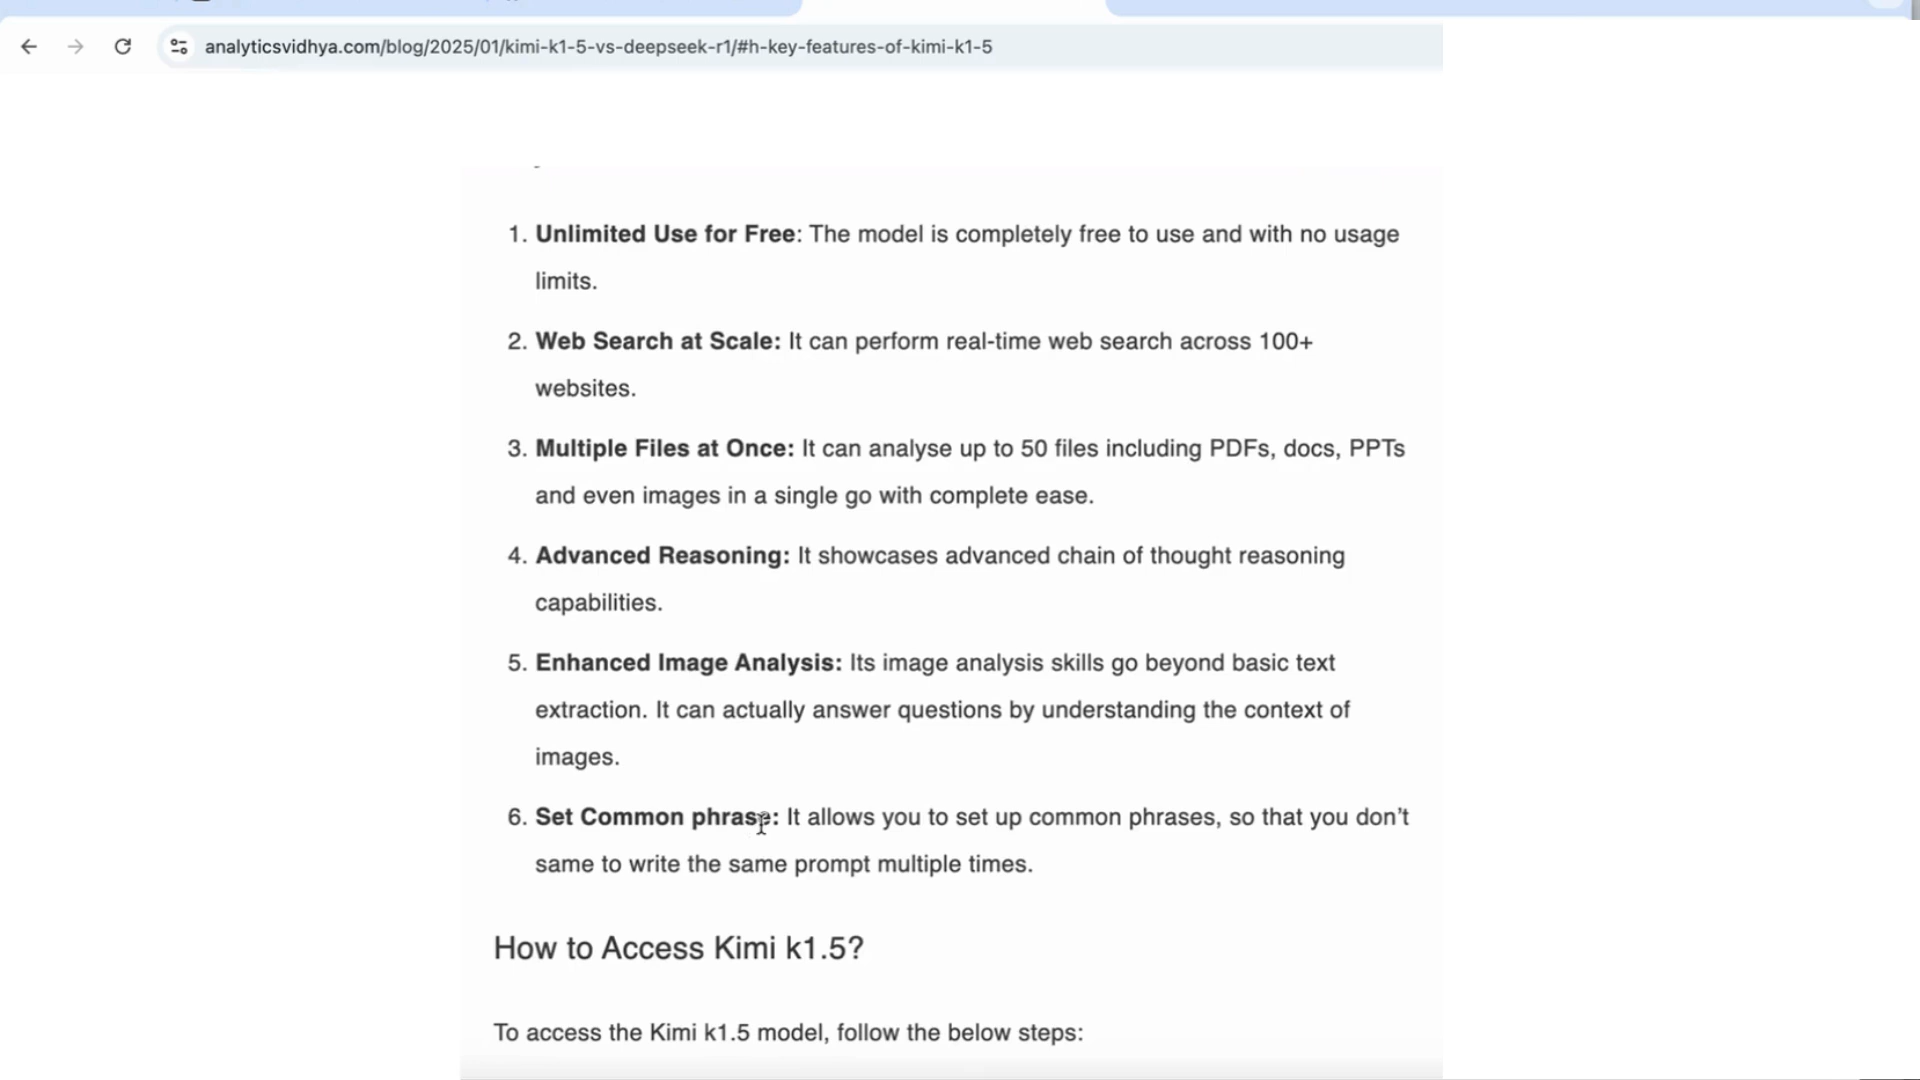 analyticsvidhya.com/blog/2025/01/kimi-k1-5-vs-deepseek-r1/#h-key-features-of-kimi-k1-5
1. Unlimited Use for Free: The model is completely free to use and with no usage
limits.
2. Web Search at Scale: It can perform real-time web search across 100+
websites.
3. Multiple Files at Once: It can analyse up to 50 files including PDFs, docs, PPTs
and even images in a single go with complete ease.
4. Advanced Reasoning: It showcases advanced chain of thought reasoning
capabilities.
5. Enhanced Image Analysis: Its image analysis skills go beyond basic text
extraction. It can actually answer questions by understanding the context of
images.
6. Set Common phrase: It allows you to set up common phrases, so that you don't
same to write the same prompt multiple times.
How to Access Kimi k1.5?
To access the Kimi k1.5 model, follow the below steps: